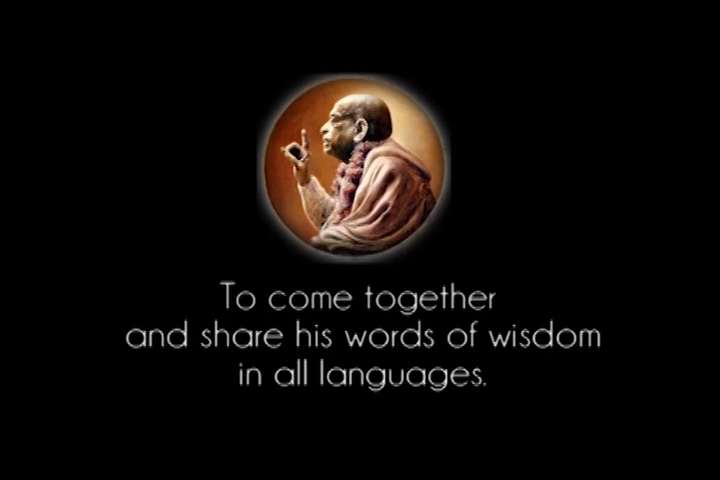 To come together
and share his words of wisdom
in all languages.